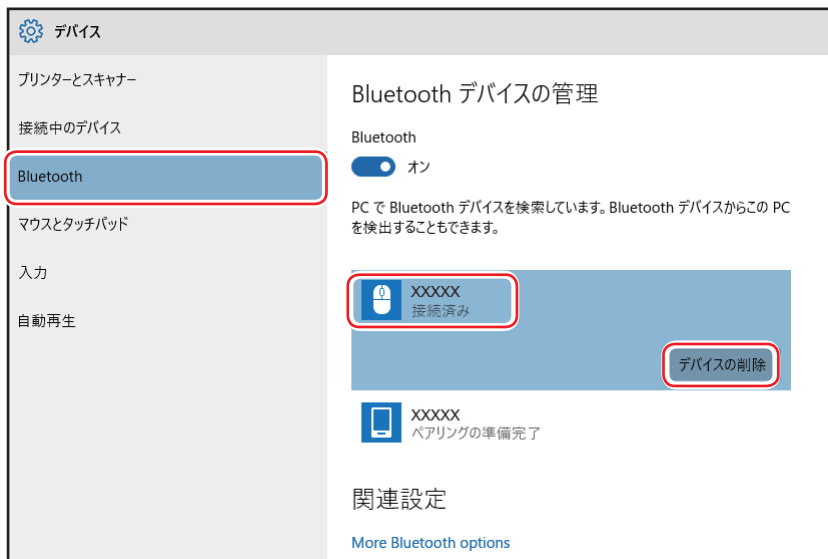 デバイス
プリンターとスキャナー
接続中のデバイス
Bluetooth
マウスとタッチパッド
入力
自動再生
Bluetooth デバイスの管理
Bluetooth
オン
PC で Bluetooth デバイスを検索しています。Bluetooth デバイスからこの PC
を検出することもできます。
XXXXX
接続済み
デバイスの削除
XXXXX
ペアリングの準備完了
関連設定
More Bluetooth options